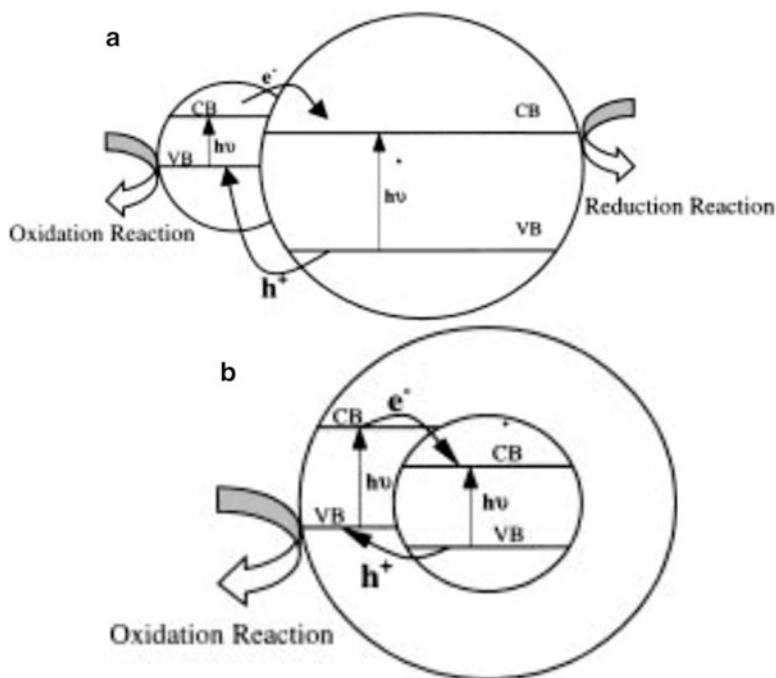 a
e-
CB
CB
hυ
VB
hυ
Oxidation Reaction
Reduction Reaction
VB
h+
b
CB
e-
CB
hυ
hυ
VB
VB
h+
Oxidation Reaction